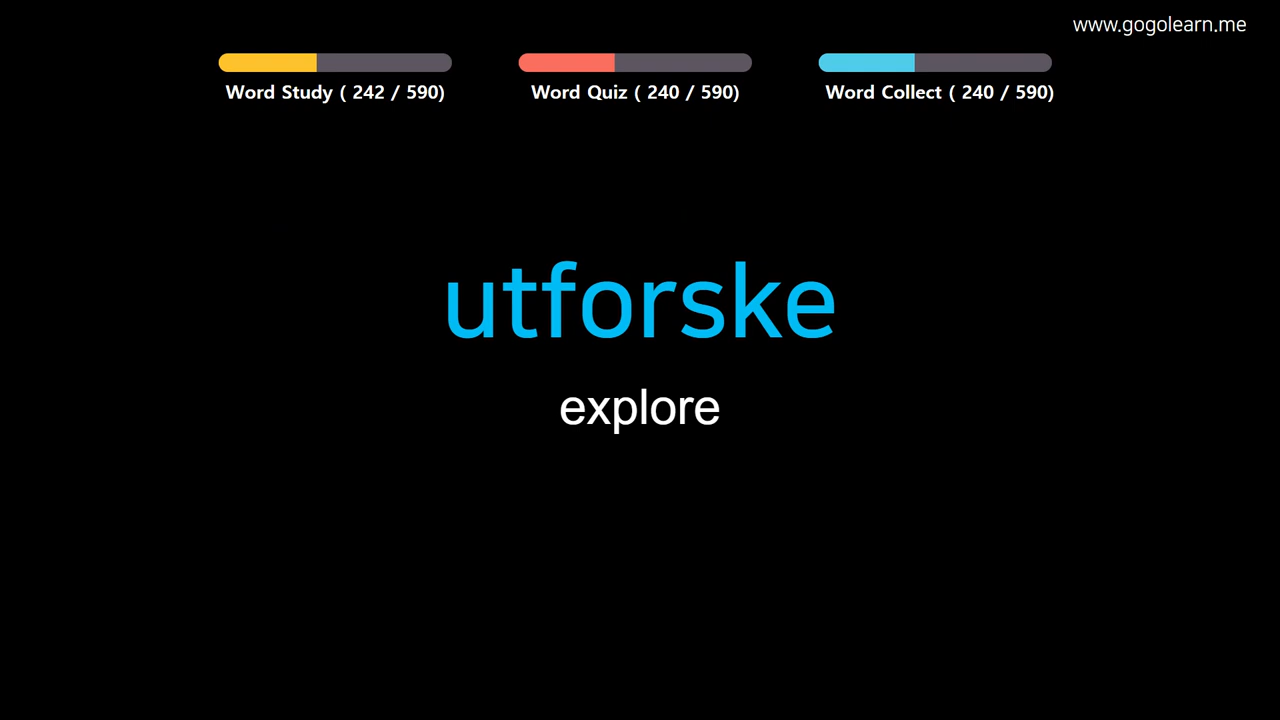 www.gogolearn.me
Word Study ( 242 / 590)
Word Quiz ( 240 / 590)
Word Collect ( 240 / 590)
utforske
explore